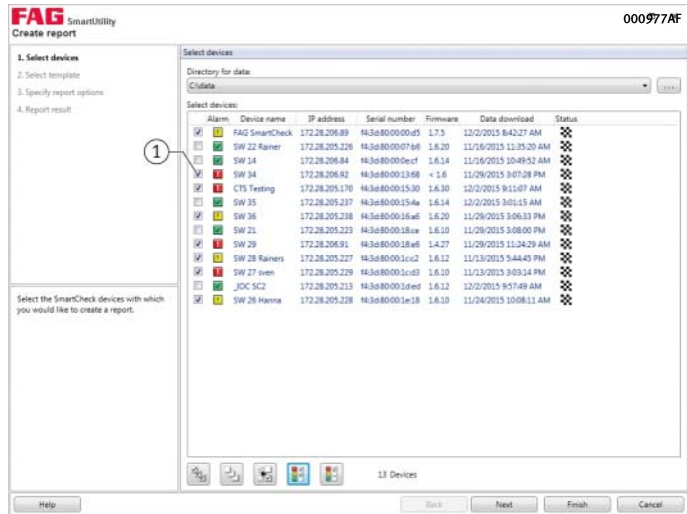 FAG SmartUtility
000977AF
Create report
1. Select devices
2. Select template
3. Specify report options
4. Report result
Select the SmartCheck devices with which
you would like to create a report.
Select devices
Directory for data:
C:\data
...
Select devices:
Alarm Device name IP address Serial number Firmware Data download Status
FAG SmartCheck 172.28.206.89 f4:3d:80:00:00:d5 1.7.5 12/2/2015 8:42:27 AM
SW 22 Rainer 172.28.205.226 f4:3d:80:00:07:b6 1.6.20 11/16/2015 11:35:20 AM
SW 14 172.28.206.84 f4:3d:80:00:0e:cf 1.6.14 11/16/2015 10:49:52 AM
1
SW 34 172.28.206.92 f4:3d:80:00:13:68 < 1.6 11/29/2015 3:07:28 PM
CTS Testing 172.28.205.170 f4:3d:80:00:15:30 1.6.30 12/2/2015 9:11:07 AM
SW 35 172.28.205.237 f4:3d:80:00:15:4a 1.6.14 12/2/2015 3:01:15 AM
SW 36 172.28.205.238 f4:3d:80:00:16:a6 1.6.20 11/29/2015 3:06:33 PM
SW 21 172.28.205.223 f4:3d:80:00:18:ce 1.6.10 11/29/2015 3:08:00 PM
SW 29 172.28.206.91 f4:3d:80:00:18:e6 1.4.27 11/29/2015 11:24:29 AM
SW 28 Rainers 172.28.205.227 f4:3d:80:00:1c:c2 1.6.12 11/13/2015 5:44:45 PM
SW 27 sven 172.28.205.229 f4:3d:80:00:1c:d3 1.6.10 11/13/2015 3:03:14 PM
_JOC SC2 172.28.205.213 f4:3d:80:00:1d:ed 1.6.12 12/2/2015 9:57:49 AM
SW 26 Hanna 172.28.205.228 f4:3d:80:00:1e:18 1.6.10 11/24/2015 10:08:11 AM
13 Devices
Help Back Next Finish Cancel